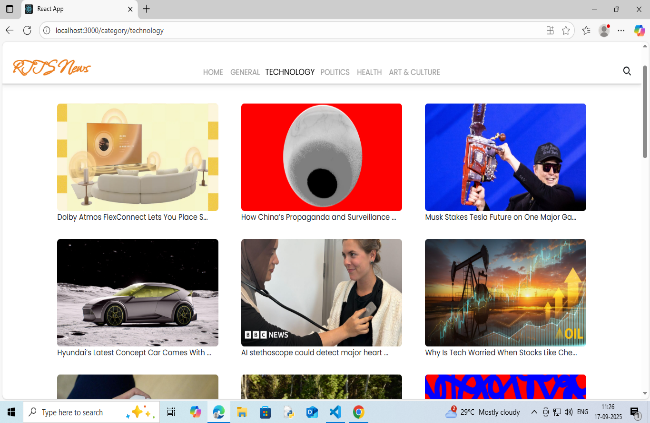 React App
localhost:3000/category/technology
RJJS News
HOME GENERAL TECHNOLOGY POLITICS HEALTH ART & CULTURE
Dolby Atmos FlexConnect Lets You Place S...
How China's Propaganda and Surveillance ...
Musk Stakes Tesla Future on One Major Ga...
BBC NEWS
OIL
Hyundai's Latest Concept Car Comes With ...
AI stethoscope could detect major heart ...
Why Is Tech Worried When Stocks Like Che...
Type here to search
29°C Mostly cloudy
ENG
11:26
17-09-2025